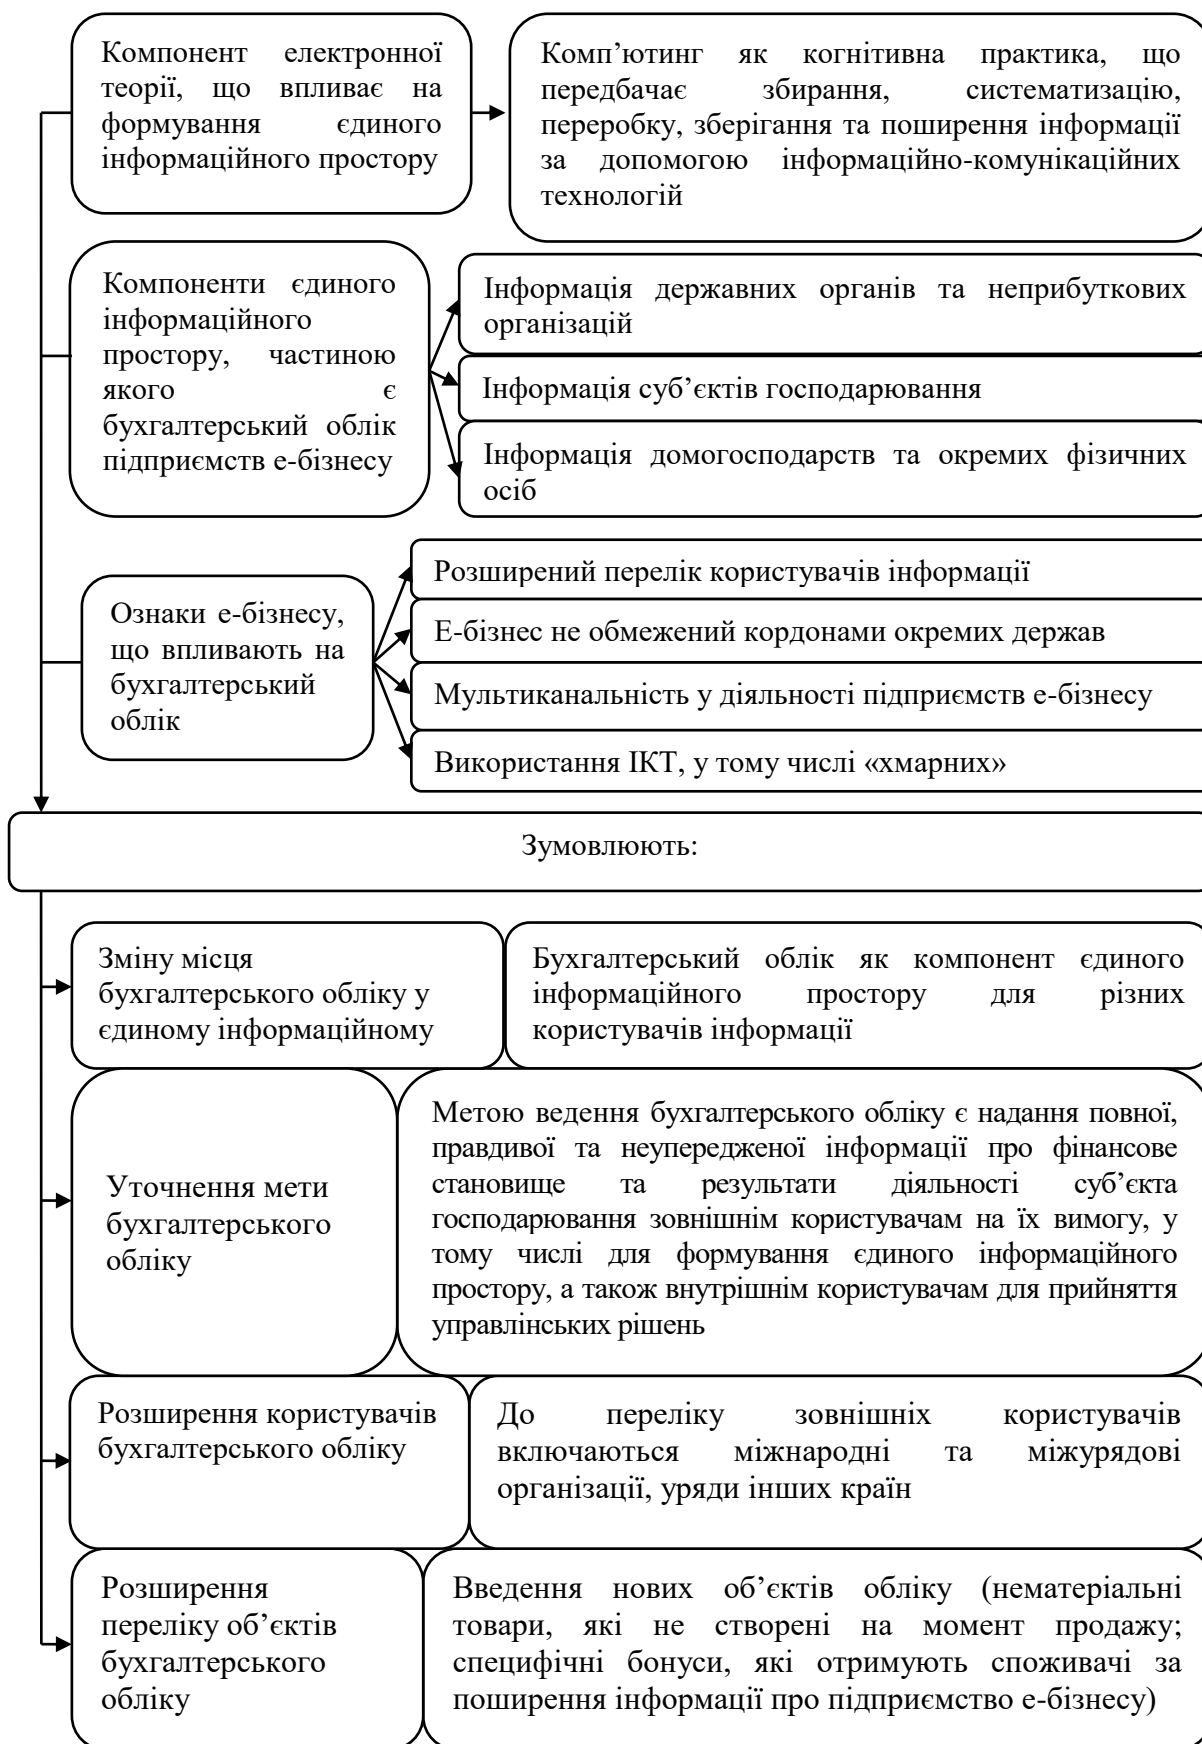 Компонент електронної
теорії, що впливає на
формування єдиного
інформаційного простору
Комп’ютинг як когнітивна практика, що
передбачає збирання, систематизацію,
переробку, зберігання та поширення інформації
за допомогою інформаційно-комунікаційних
технологій
Компоненти єдиного
інформаційного
простору, частиною
якого є
бухгалтерський облік
підприємств е-бізнесу
Інформація державних органів та неприбуткових
організацій
Інформація суб’єктів господарювання
Інформація домогосподарств та окремих фізичних
осіб
Ознаки е-бізнесу,
що впливають на
бухгалтерський
облік
Розширений перелік користувачів інформації
Е-бізнес не обмежений кордонами окремих держав
Мультиканальність у діяльності підприємств е-бізнесу
Використання ІКТ, у тому числі «хмарних»
Зумовлюють:
Зміну місця
бухгалтерського обліку у
єдиному інформаційному
Бухгалтерський облік як компонент єдиного
інформаційного простору для різних
користувачів інформації
Уточнення мети
бухгалтерського
обліку
Метою ведення бухгалтерського обліку є надання повної,
правдивої та неупередженої інформації про фінансове
становище та результати діяльності суб’єкта
господарювання зовнішнім користувачам на їх вимогу, у
тому числі для формування єдиного інформаційного
простору, а також внутрішнім користувачам для прийняття
управлінських рішень
Розширення користувачів
бухгалтерського обліку
До переліку зовнішніх користувачів
включаються міжнародні та міжурядові
організації, уряди інших країн
Розширення
переліку об’єктів
бухгалтерського
обліку
Введення нових об’єктів обліку (нематеріальні
товари, які не створені на момент продажу;
специфічні бонуси, які отримують споживачі за
поширення інформації про підприємство е-бізнесу)